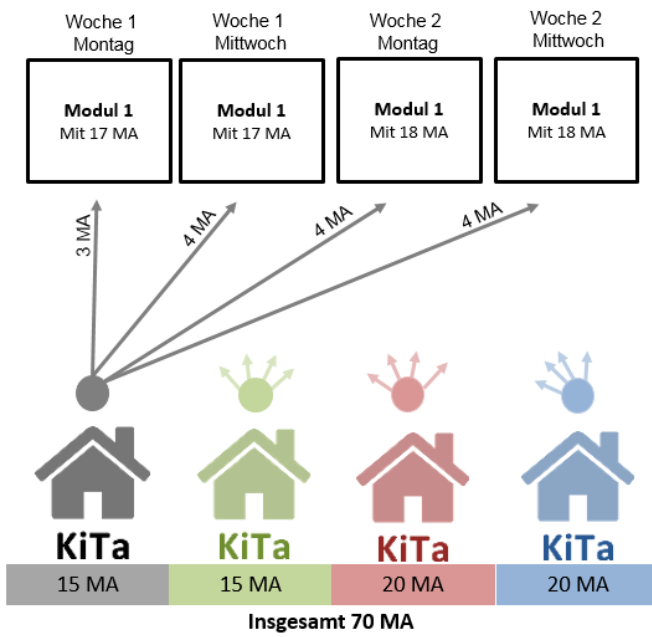 Woche 1
Montag
Woche 1
Mittwoch
Woche 2
Montag
Woche 2
Mittwoch
Modul 1
Mit 17 MA
Modul 1
Mit 17 MA
Modul 1
Mit 18 MA
Modul 1
Mit 18 MA
3 MA
4 MA
4 MA
4 MA
KiTa
KiTa
KiTa
KiTa
15 MA
15 MA
20 MA
20 MA
Insgesamt 70 MA